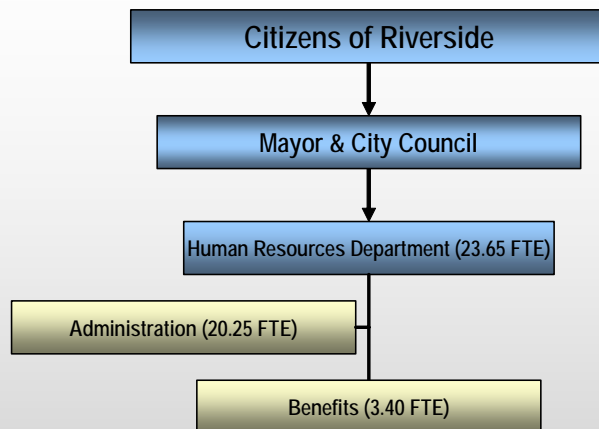 Citizens of Riverside
Mayor & City Council
Human Resources Department (23.65 FTE)
Administration (20.25 FTE)
Benefits (3.40 FTE)